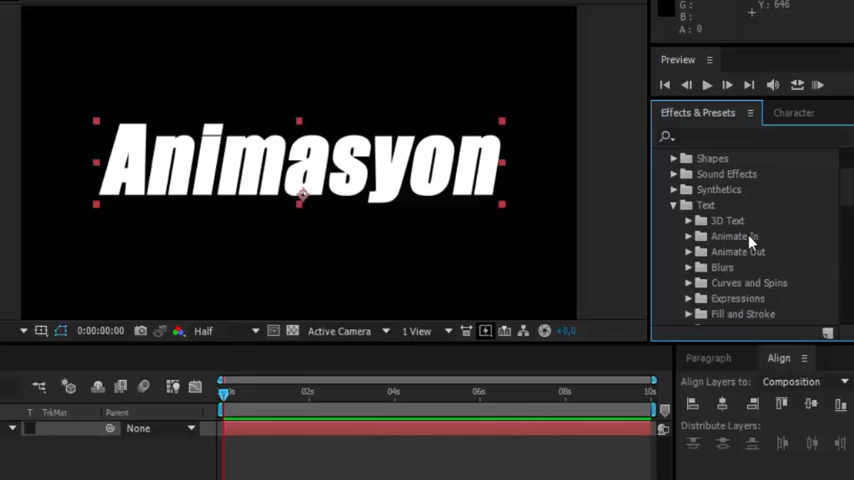 G:
B:
A: 0
Y: 646
Animasyon
Preview
Effects & Presets
Character
Shapes
Sound Effects
Synthetics
Text
3D Text
Animate In
Animate Out
Blurs
Curves and Spins
Expressions
Fill and Stroke
0:00:00:00
Half
Active Camera
1 View
+0,0
Paragraph
Align
Align Layers to:
Composition
Distribute Layers:
02s
04s
06s
08s
10s
T
TrkMat
Parent
None